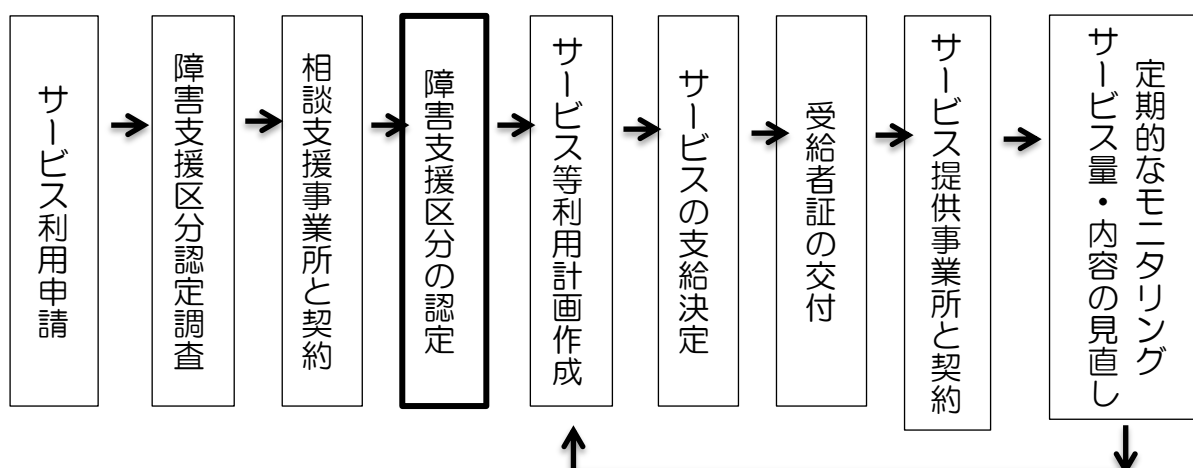 サービス利用申請
障害支援区分認定調査
相談支援事業所と契約
障害支援区分の認定
サービス等利用計画作成
サービスの支給決定
受給者証の交付
サービス提供事業所と契約
定期的なモニタリング
サービス量・内容の見直し